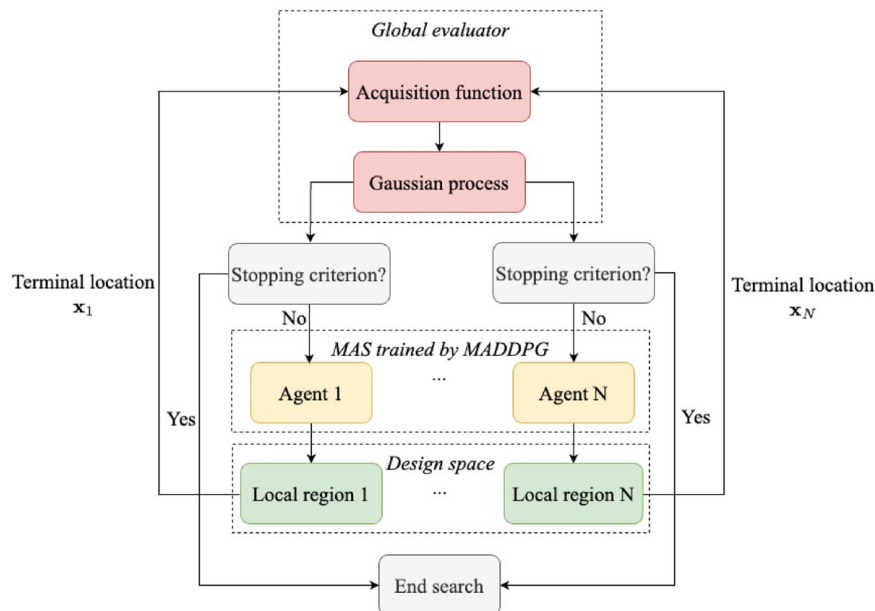 Global evaluator
Acquisition function
Gaussian process
Stopping criterion?
Stopping criterion?
Terminal location
x₁
Terminal location
x_N
No
No
MAS trained by MADDPG
Agent 1
...
Agent N
Yes
Yes
Design space
Local region 1
...
Local region N
End search